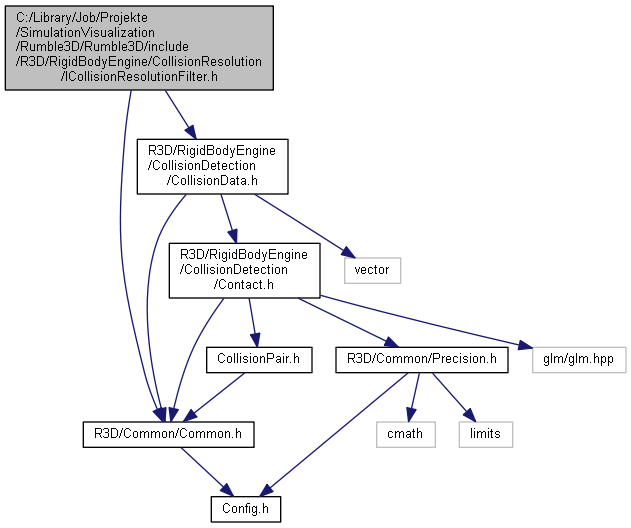 C:/Library/Job/Projekte
/SimulationVisualization
/Rumble3D/Rumble3D/include
/R3D/RigidBodyEngine/CollisionResolution
/ICollisionResolutionFilter.h
R3D/RigidBodyEngine
/CollisionDetection
/CollisionData.h
R3D/RigidBodyEngine
/CollisionDetection
/Contact.h
vector
CollisionPair.h
R3D/Common/Precision.h
glm/glm.hpp
R3D/Common/Common.h
cmath
limits
Config.h